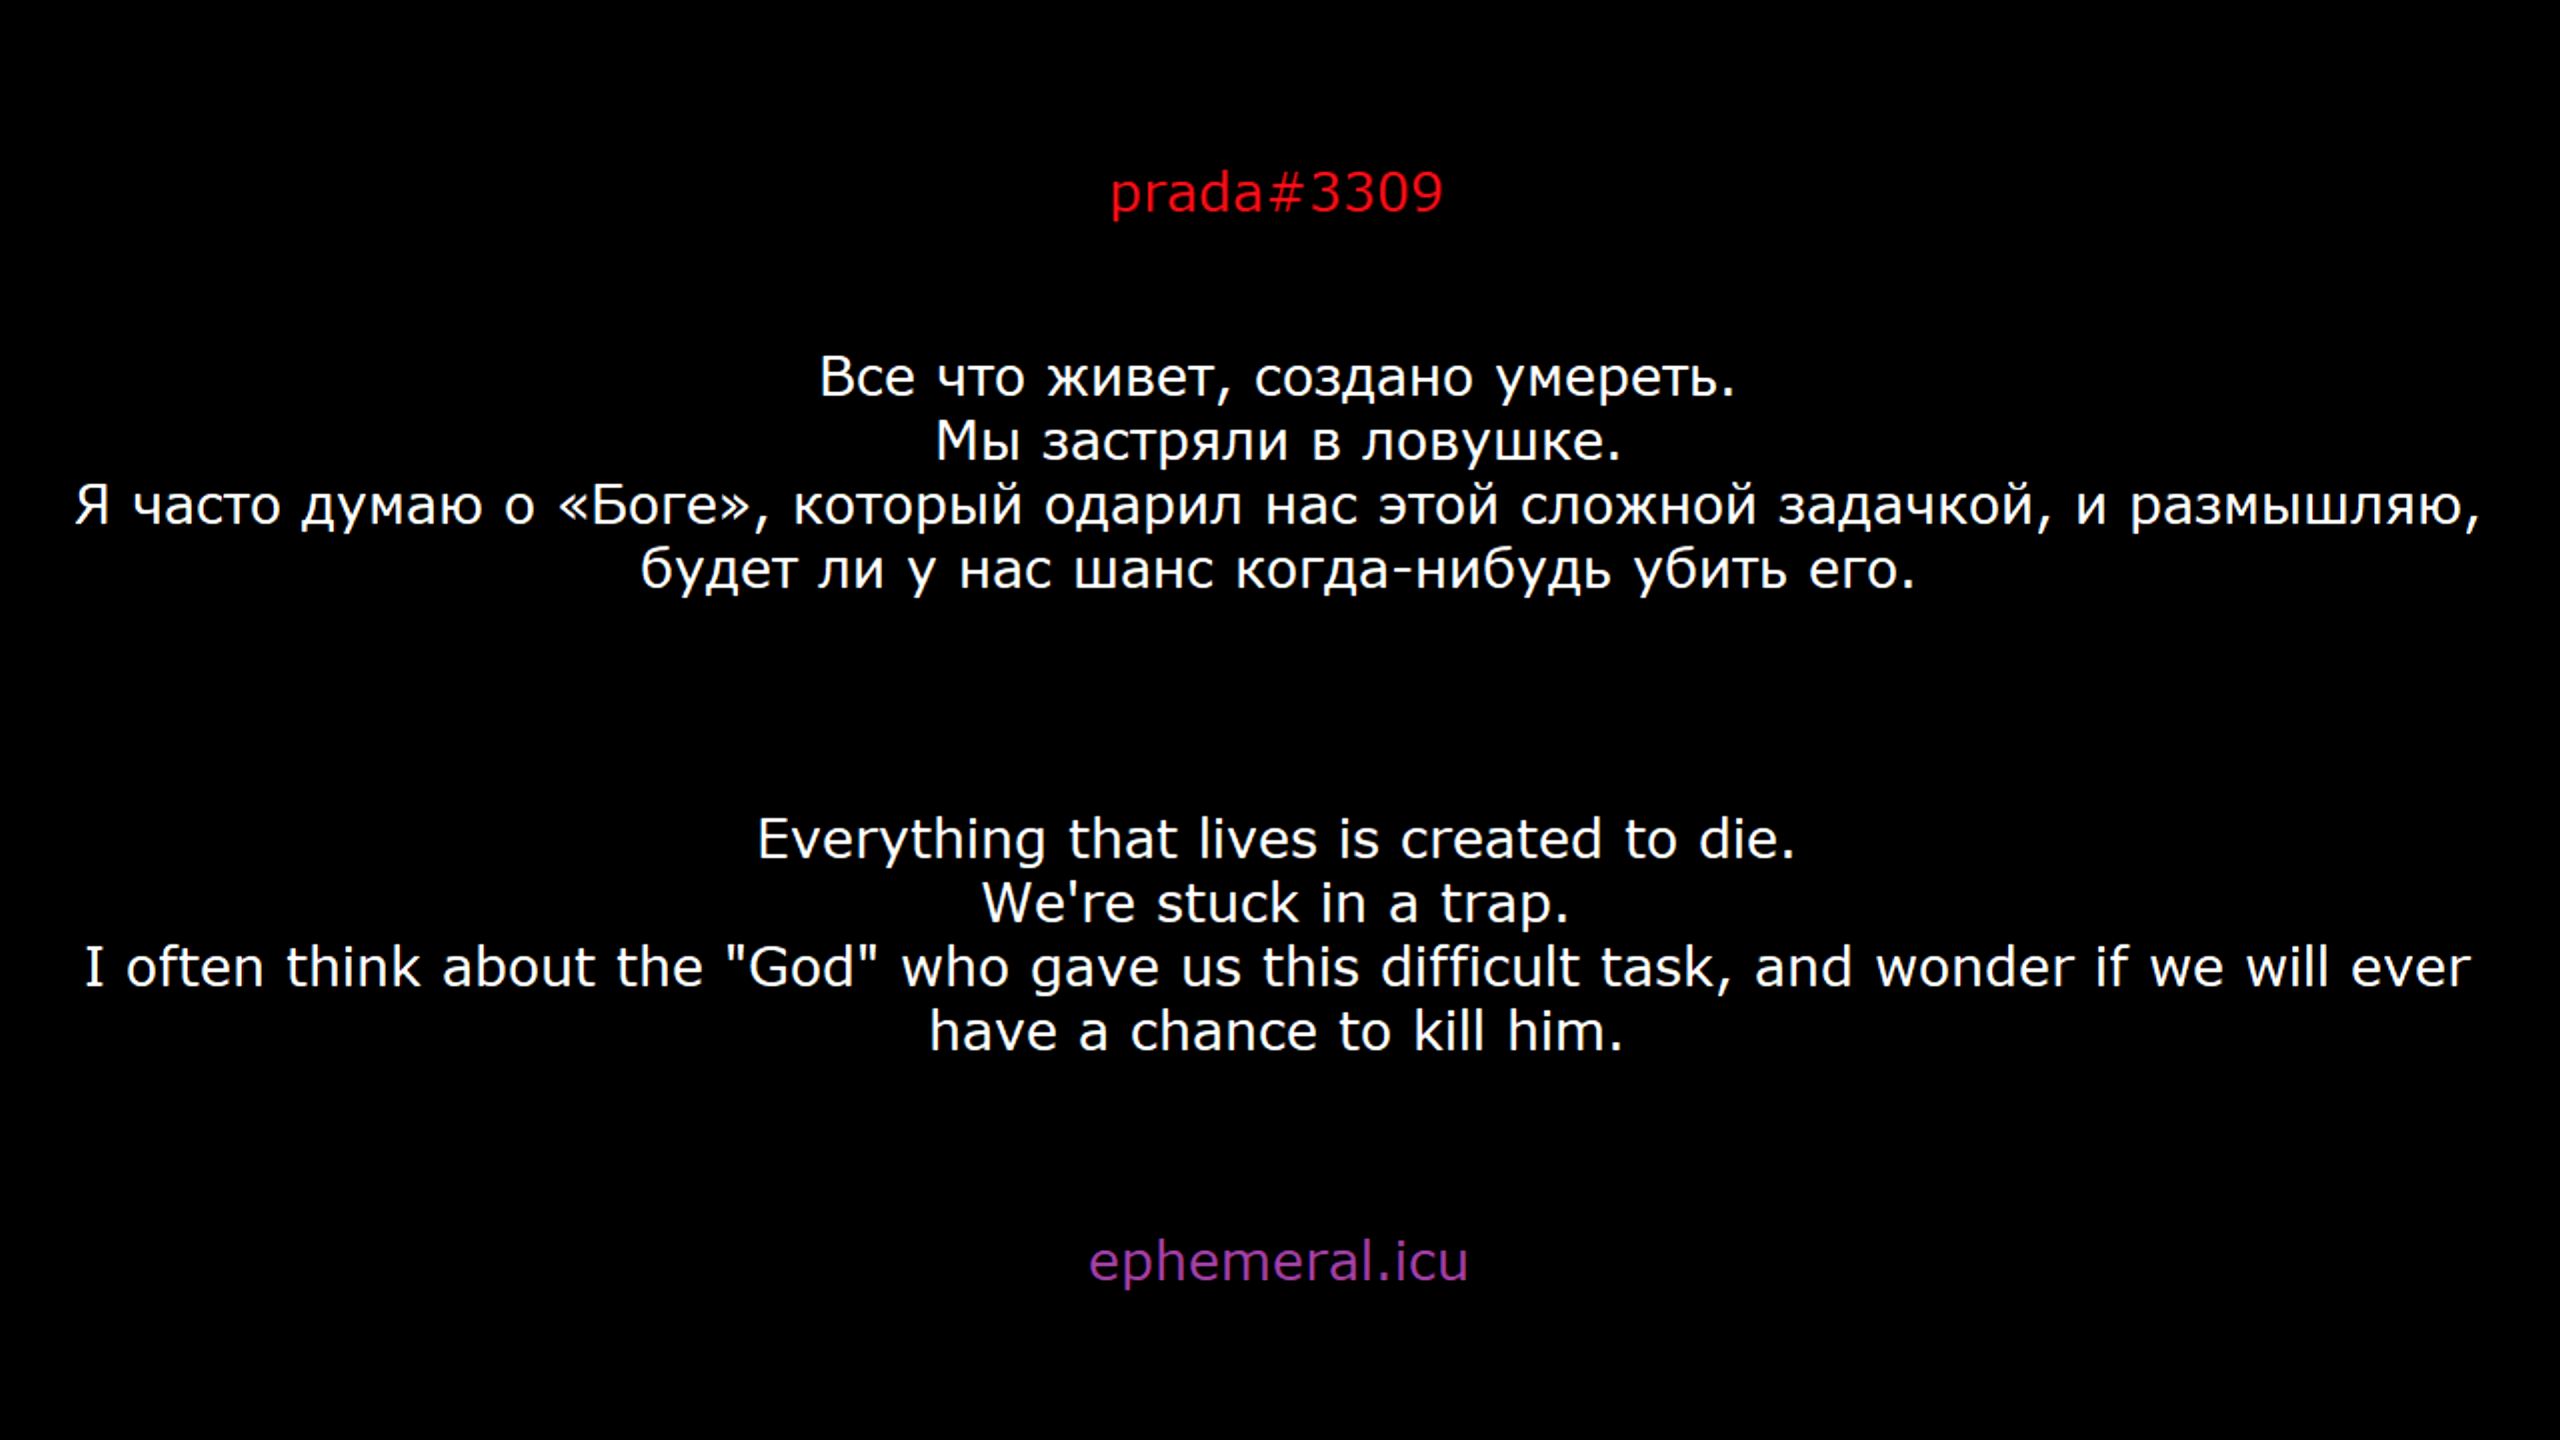 prada#3309
Все что живет, создано умереть.
Мы застряли в ловушке.
Я часто думаю о «Боге», который одарил нас этой сложной задачкой, и размышляю,
будет ли у нас шанс когда-нибудь убить его.
Everything that lives is created to die.
We're stuck in a trap.
I often think about the "God" who gave us this difficult task, and wonder if we will ever
have a chance to kill him.
ephemeral.icu